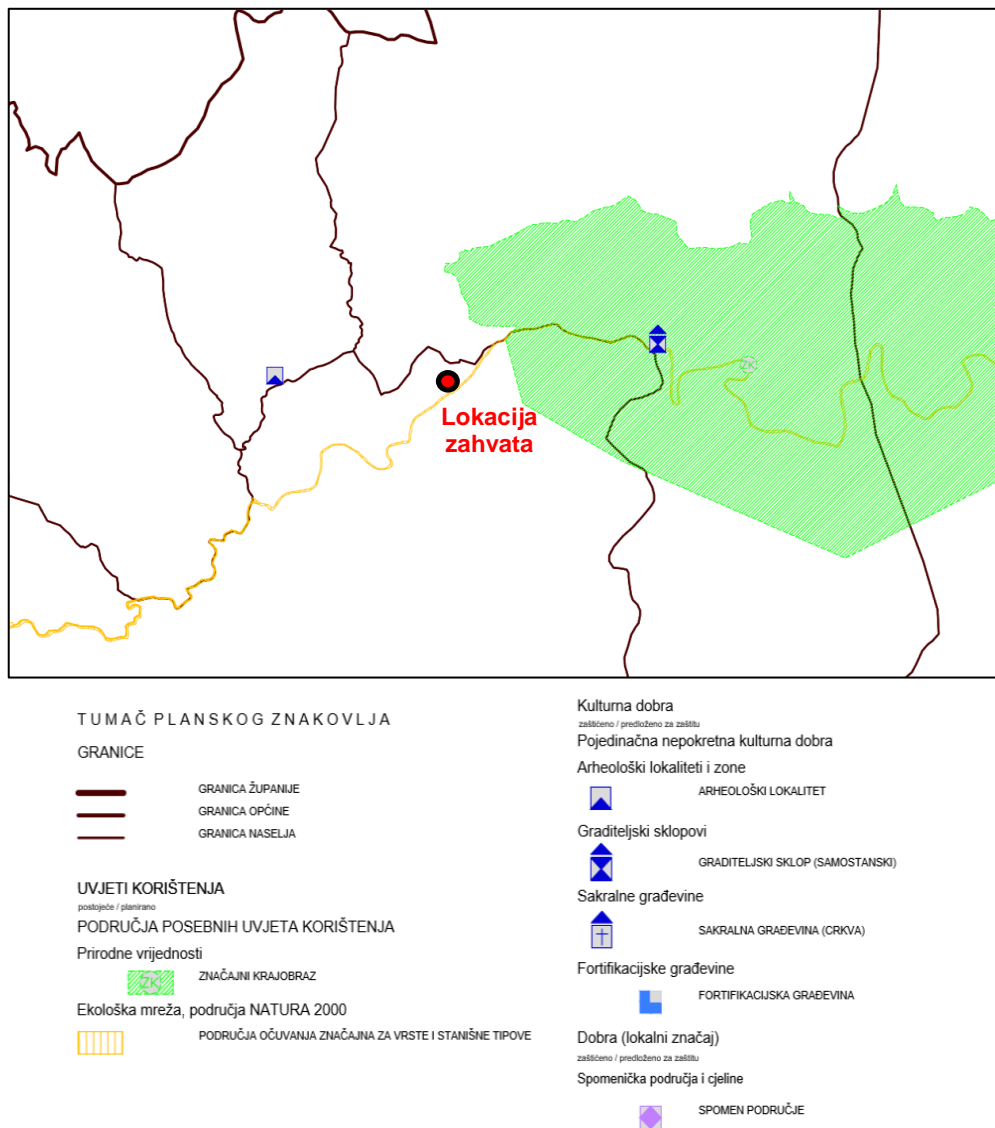 ZK
Lokacija
zahvata
TUMAČ PLANSKOG ZNAKOVLJA
GRANICE
GRANICA ŽUPANIJE
GRANICA OPĆINE
GRANICA NASELJA
UVJETI KORIŠTENJA
postojeće / planirano
PODRUČJA POSEBNIH UVJETA KORIŠTENJA
Prirodne vrijednosti
ZK
ZNAČAJNI KRAJOBRAZ
Ekološka mreža, područja NATURA 2000
PODRUČJA OČUVANJA ZNAČAJNA ZA VRSTE I STANIŠNE TIPOVE
Kulturna dobra
zaštićeno / predloženo za zaštitu
Pojedinačna nepokretna kulturna dobra
Arheološki lokaliteti i zone
ARHEOLOŠKI LOKALITET
Graditeljski sklopovi
GRADITELJSKI SKLOP (SAMOSTANSKI)
Sakralne građevine
SAKRALNA GRAĐEVINA (CRKVA)
Fortifikacijske građevine
FORTIFIKACIJSKA GRAĐEVINA
Dobra (lokalni značaj)
zaštićeno / predloženo za zaštitu
Spomenička područja i cjeline
SPOMEN PODRUČJE